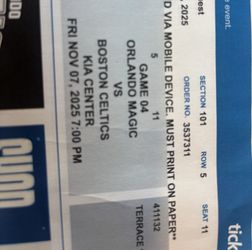 e event.
est
, 2025
SECTION 101
ROW 5
SEAT 11
ORDER NO. 3537311
D VIA MOBILE DEVICE. MUST PRINT ON PAPER**
5
11
GAME 04
ORLANDO MAGIC
VS
BOSTON CELTICS
KIA CENTER
FRI NOV 07, 2025 7:00 PM
411132
TERRACE
tick